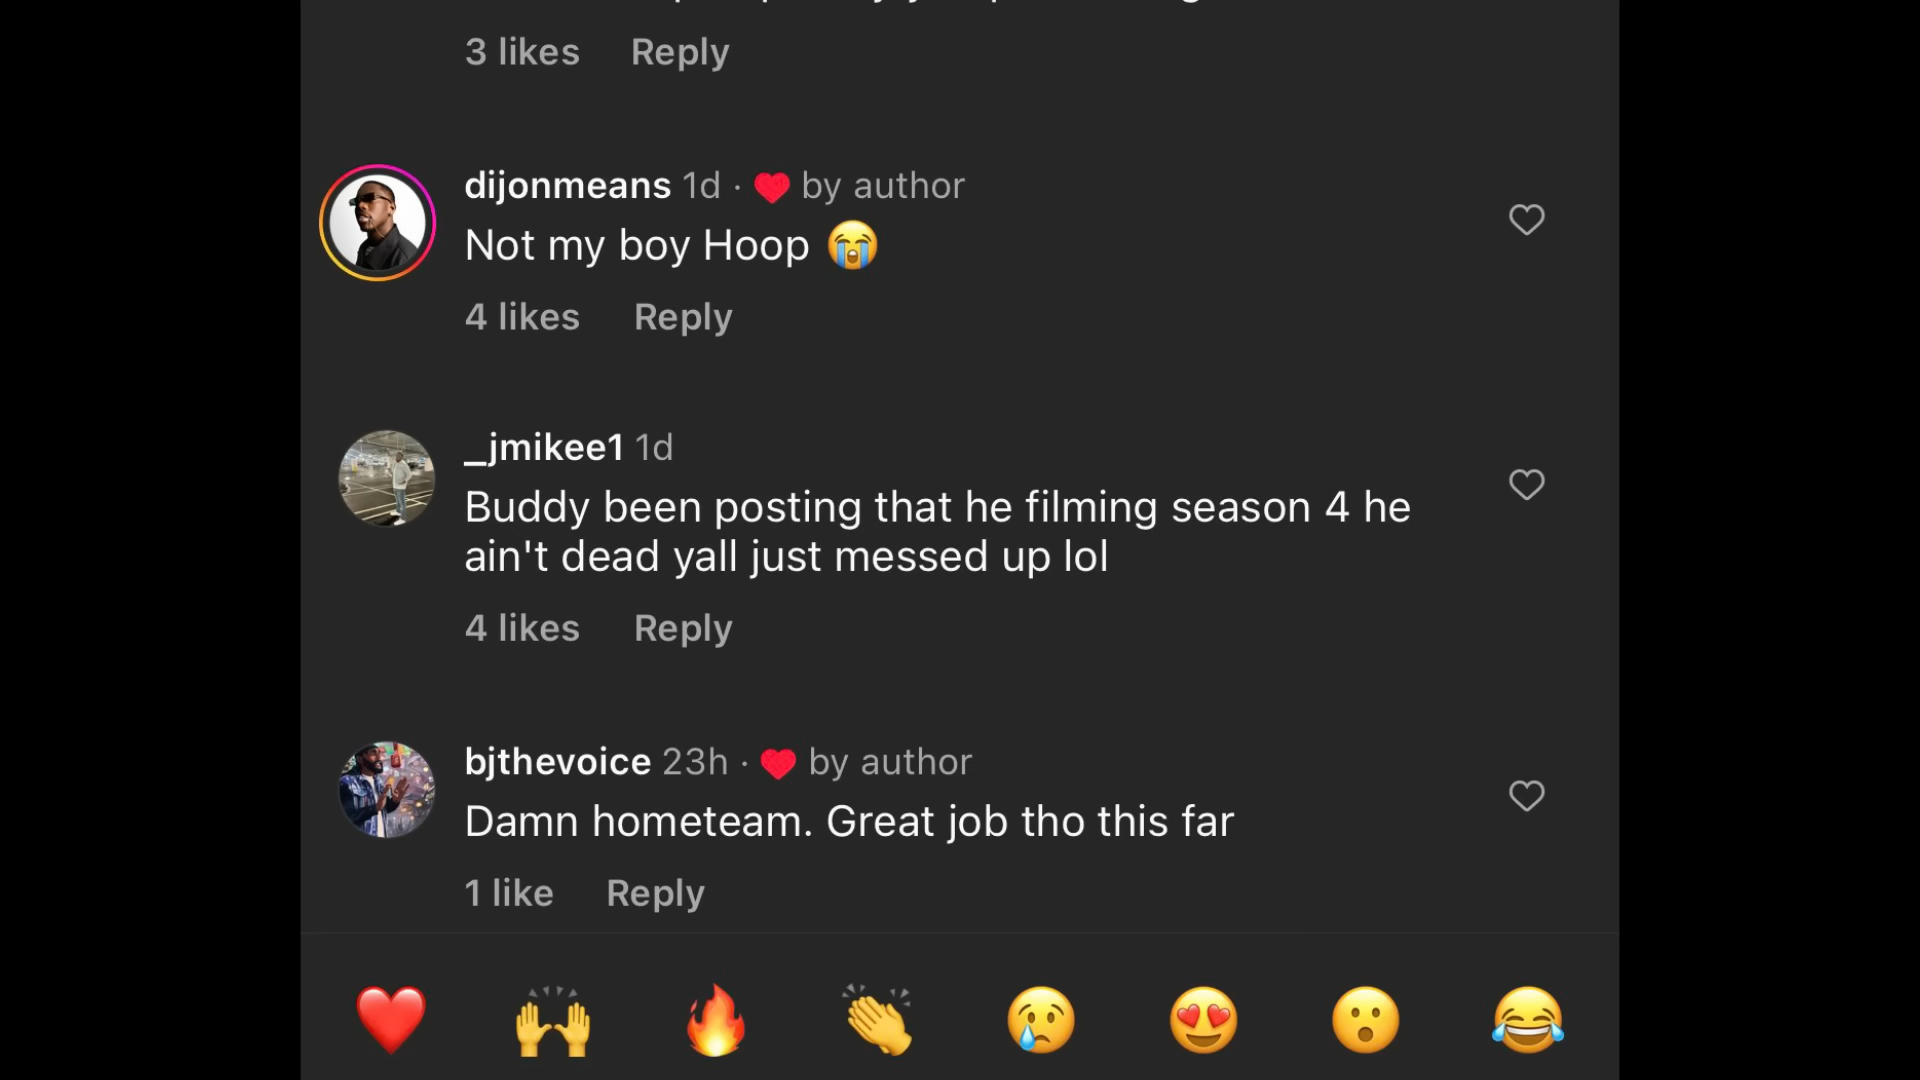 3 likes Reply
dijonmeans 1d · ❤️ by author
Not my boy Hoop 😭
4 likes Reply
_jmikee1 1d
Buddy been posting that he filming season 4 he
ain't dead yall just messed up lol
4 likes Reply
bjthevoice 23h · ❤️ by author
Damn hometeam. Great job tho this far
1 like Reply